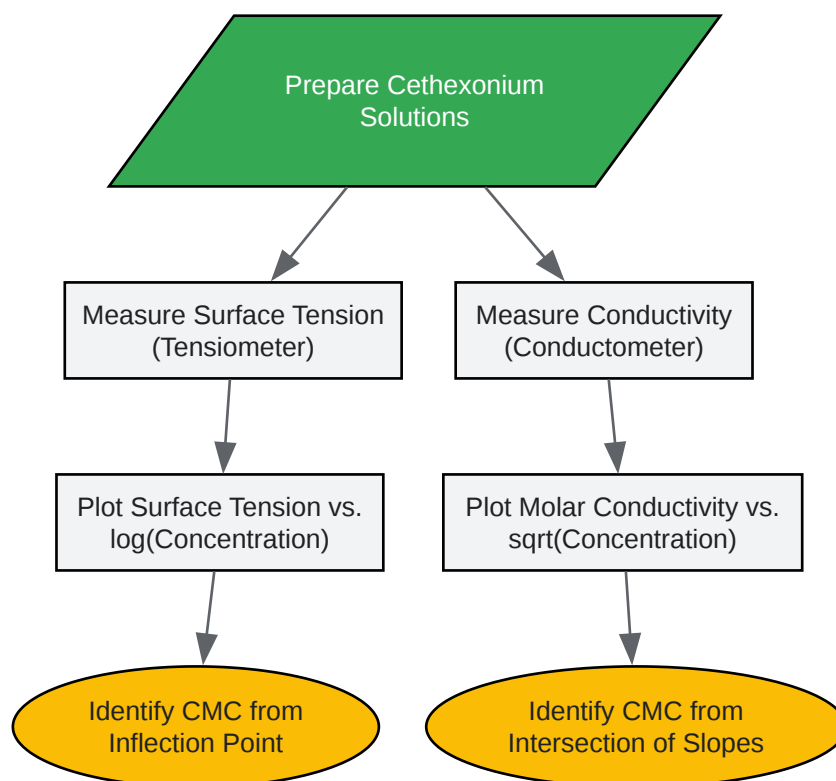 Prepare Cethexonium
Solutions
Measure Surface Tension
(Tensiometer)
Measure Conductivity
(Conductometer)
Plot Surface Tension vs.
log(Concentration)
Plot Molar Conductivity vs.
sqrt(Concentration)
Identify CMC from
Inflection Point
Identify CMC from
Intersection of Slopes